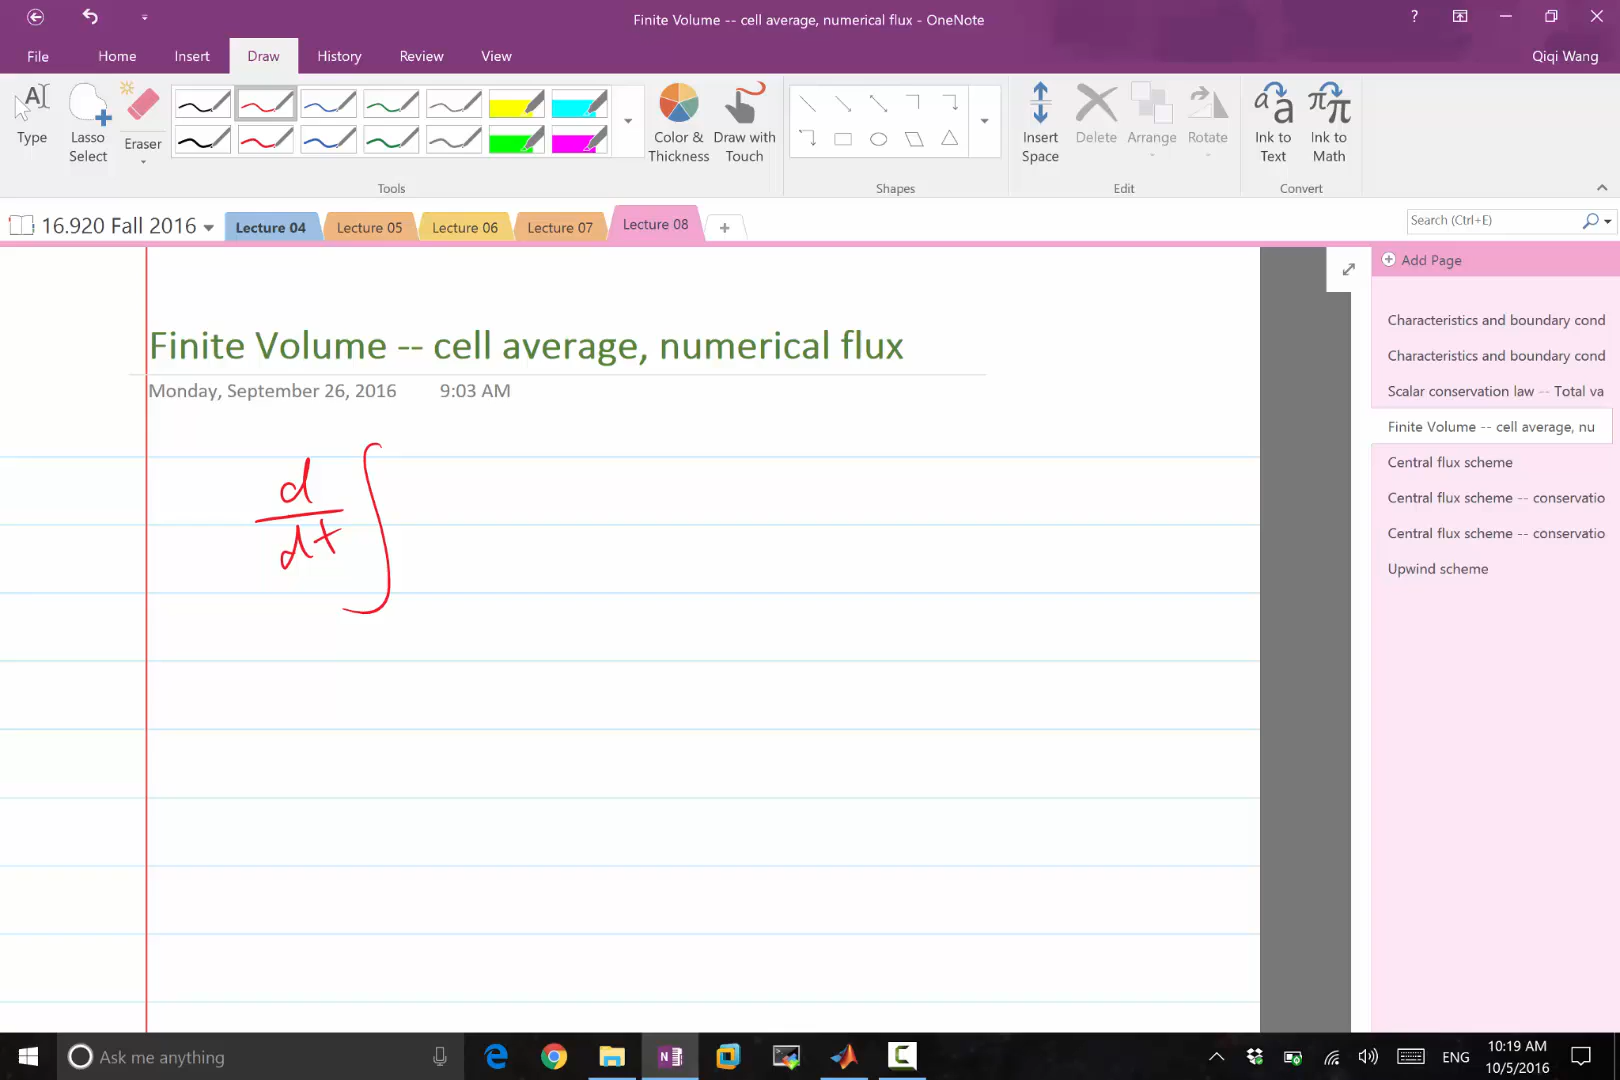 Finite Volume -- cell average, numerical flux - OneNote
?
File Home Insert Draw History Review View
Qiqi Wang
Type
Lasso Select
Eraser
Color & Thickness
Draw with Touch
Insert Space
Delete
Arrange
Rotate
Ink to Text
Ink to Math
Tools Shapes Edit Convert
16.920 Fall 2016
Lecture 04 Lecture 05 Lecture 06 Lecture 07 Lecture 08
Search (Ctrl+E)
Add Page
Finite Volume -- cell average, numerical flux
Monday, September 26, 2016 9:03 AM
d
dt ∫
Characteristics and boundary cond
Characteristics and boundary cond
Scalar conservation law -- Total va
Finite Volume -- cell average, nu
Central flux scheme
Central flux scheme -- conservatio
Central flux scheme -- conservatio
Upwind scheme
Ask me anything
ENG
10:19 AM
10/5/2016